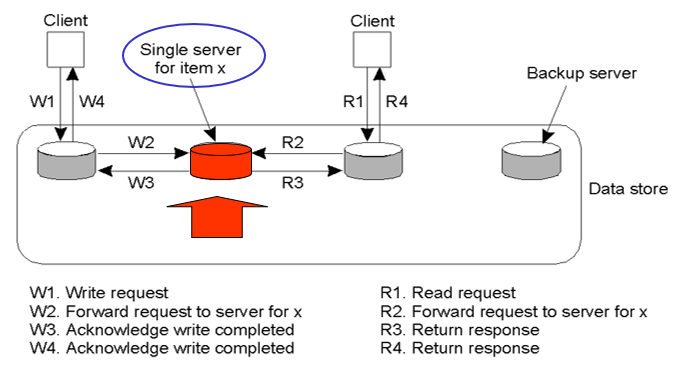 Client
Client
Single server
for item x
Backup server
W1
W4
R1
R4
W2
R2
W3
R3
Data store
W1. Write request
W2. Forward request to server for x
W3. Acknowledge write completed
W4. Acknowledge write completed
R1. Read request
R2. Forward request to server for x
R3. Return response
R4. Return response